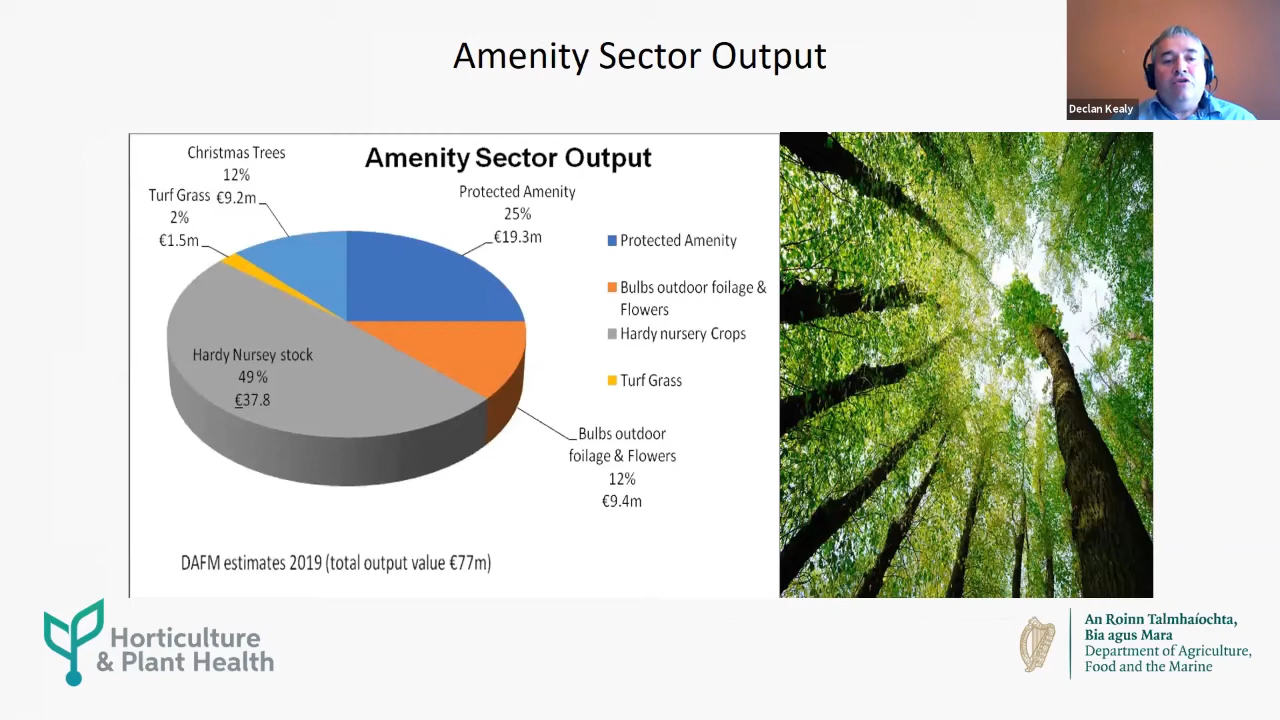 Amenity Sector Output
Declan Kealy
Amenity Sector Output
Christmas Trees
12%
€9.2m
Turf Grass
2%
€1.5m
Protected Amenity
25%
€19.3m
Hardy Nursey stock
49%
€37.8
Bulbs outdoor
foilage & Flowers
12%
€9.4m
Protected Amenity
Bulbs outdoor foilage &
Flowers
Hardy nursery Crops
Turf Grass
DAFM estimates 2019 (total output value €77m)
Horticulture
& Plant Health
An Roinn Talmhaíochta,
Bia agus Mara
Department of Agriculture,
Food and the Marine